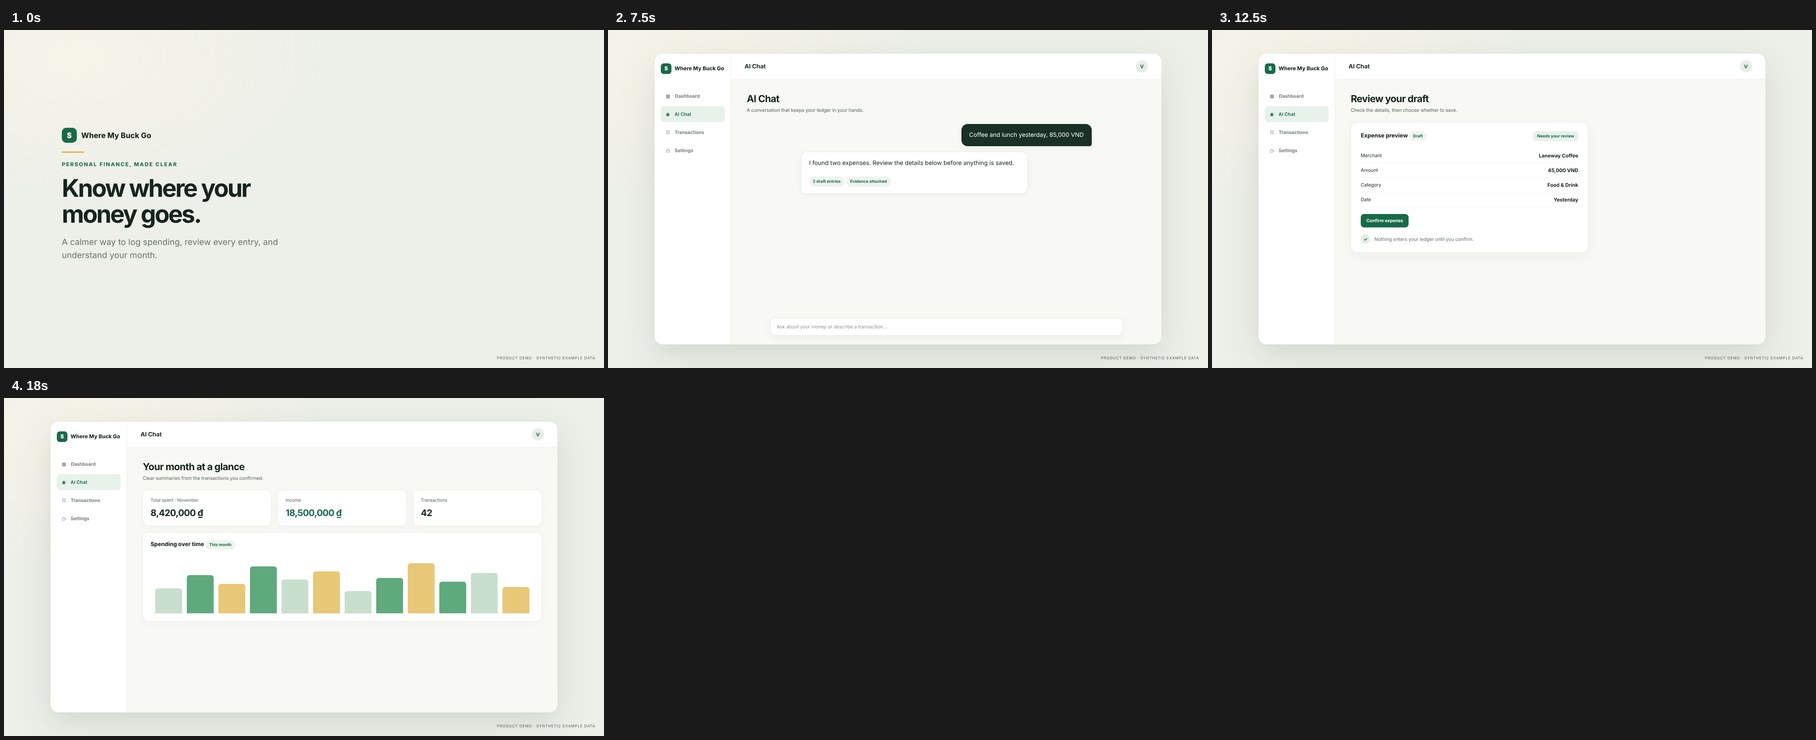 1. 0s
$ Where My Buck Go
PERSONAL FINANCE, MADE CLEAR
Know where your
money goes.
A calmer way to log spending, review every entry, and
understand your month.
PRODUCT DEMO · SYNTHETIC EXAMPLE DATA
2. 7.5s
$ Where My Buck Go
Dashboard
AI Chat
Transactions
Settings
AI Chat
V
AI Chat
A conversation that keeps your ledger in your hands.
Coffee and lunch yesterday, 85,000 VND
I found two expenses. Review the details below before anything is saved.
2 draft entries
Evidence attached
Ask about your money or describe a transaction...
PRODUCT DEMO · SYNTHETIC EXAMPLE DATA
3. 12.5s
$ Where My Buck Go
Dashboard
AI Chat
Transactions
Settings
AI Chat
V
Review your draft
Check the details, then choose whether to save.
Expense preview Draft
Needs your review
Merchant Laneway Coffee
Amount 45,000 VND
Category Food & Drink
Date Yesterday
Confirm expense
Nothing enters your ledger until you confirm.
PRODUCT DEMO · SYNTHETIC EXAMPLE DATA
4. 18s
$ Where My Buck Go
Dashboard
AI Chat
Transactions
Settings
AI Chat
V
Your month at a glance
Clear summaries from the transactions you confirmed.
Total spent · November
8,420,000 ₫
Income
18,500,000 ₫
Transactions
42
Spending over time This month
PRODUCT DEMO · SYNTHETIC EXAMPLE DATA